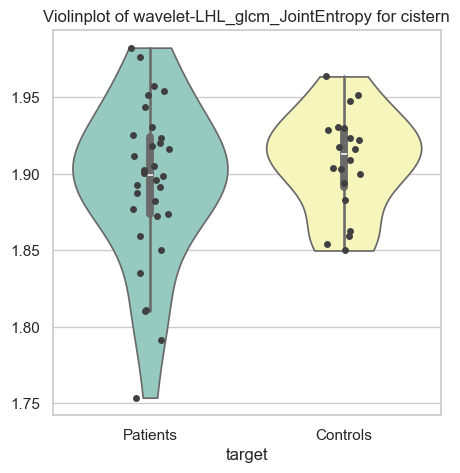 Violinplot of wavelet-LHL_glcm_JointEntropy for cistern
1.95
1.90
1.85
1.80
1.75
Patients Controls
target